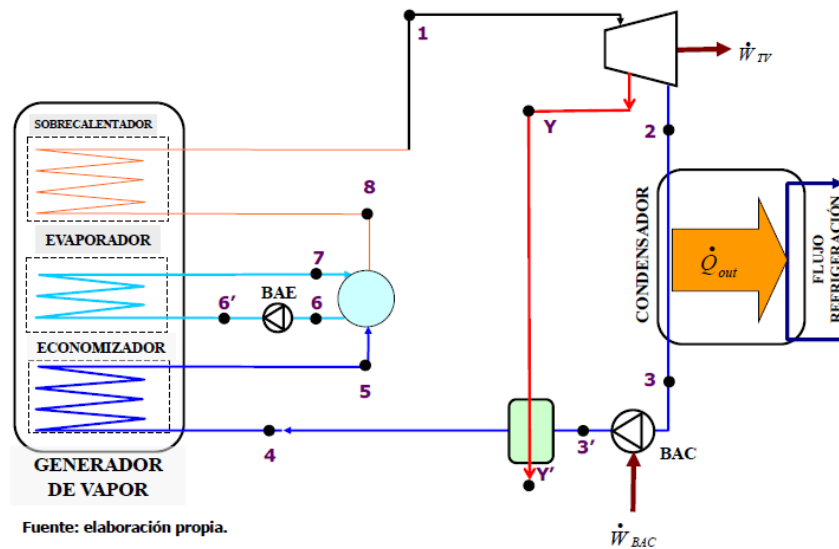 1
Ẇ TV
SOBRECALENTADOR
Y
2
8
EVAPORADOR
7
CONDENSADOR
Q̇ out
FLUJO
REFRIGERACIÓN
6'
BAE
6
ECONOMIZADOR
5
3
4
3'
BAC
Y'
GENERADOR
DE VAPOR
Fuente: elaboración propia.
Ẇ BAC